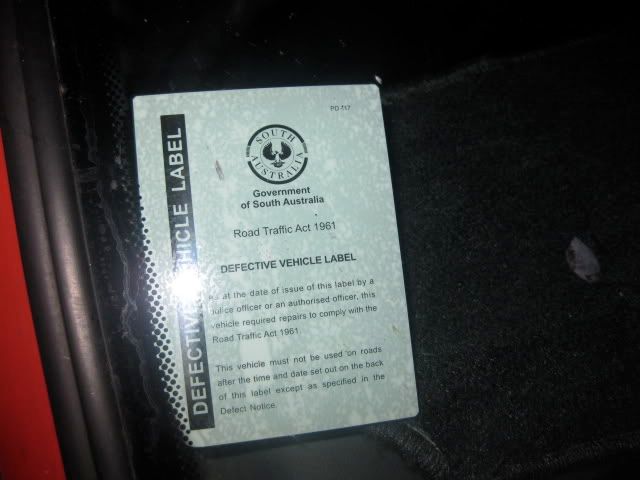 PD-117
SOUTH
AUSTRALIA
Government
of South Australia
Road Traffic Act 1961
DEFECTIVE VEHICLE LABEL
As at the date of issue of this label by a
police officer or an authorised officer, this
vehicle required repairs to comply with the
Road Traffic Act 1961.
This vehicle must not be used on roads
after the time and date set out on the back
of this label except as specified in the
Defect Notice.
DEFECTIVE VEHICLE LABEL